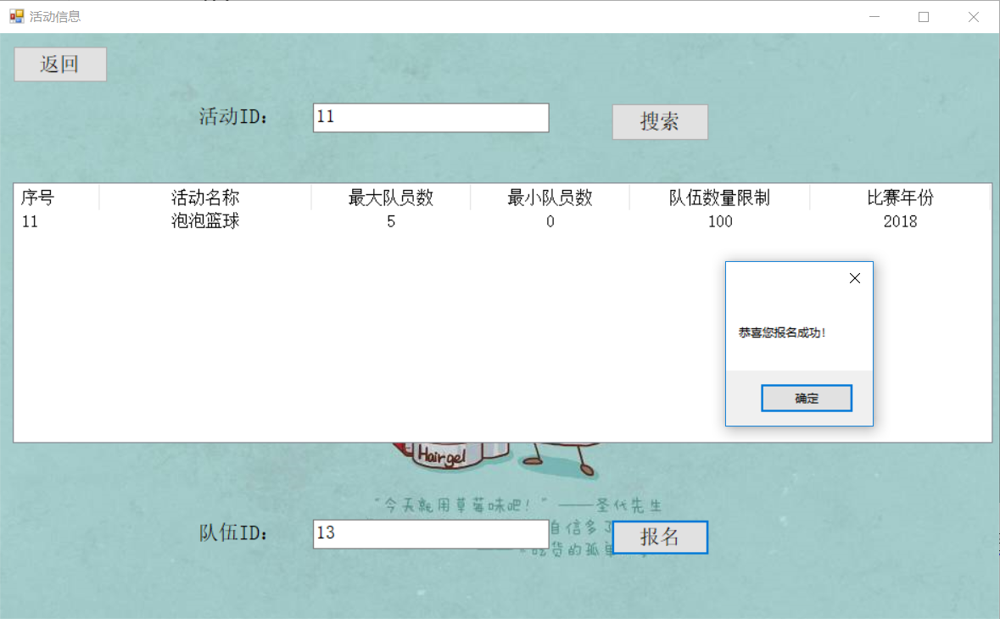 活动信息
返回
活动ID： 11 搜索
序号 活动名称 最大队员数 最小队员数 队伍数量限制 比赛年份
11 泡泡篮球 5 0 100 2018
恭喜您报名成功！
确定
Hairgel
“今天就用草莓味吧！” ——圣代先生
自信多了
队伍ID： 13 报名
吃货的孤单